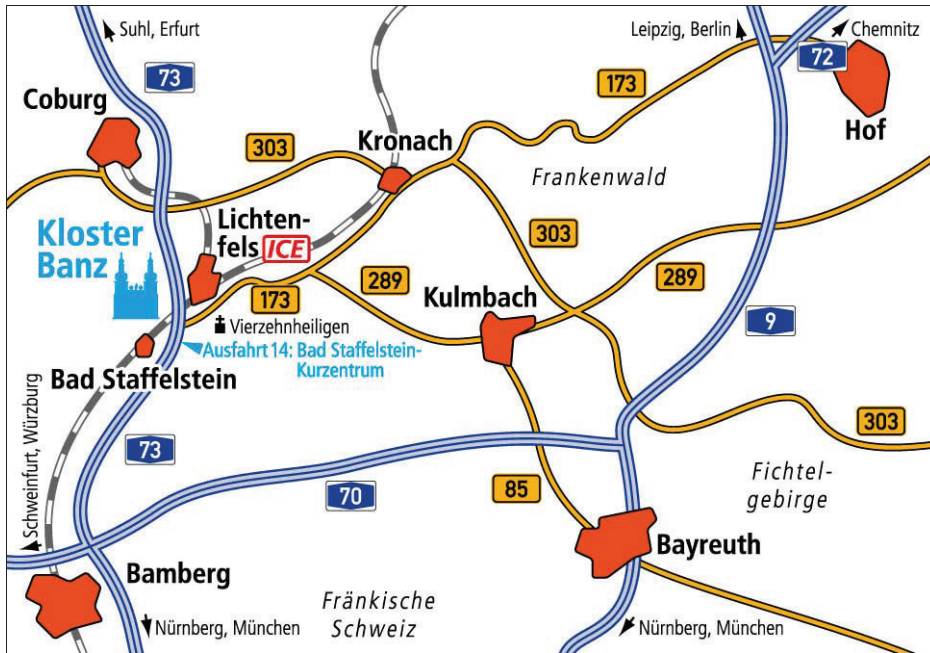 Suhl, Erfurt
Leipzig, Berlin
Chemnitz
73
72
173
Coburg
Hof
303
Kronach
Frankenwald
Kloster
Banz
Lichten-
fels
ICE
303
289
173
289
Kulmbach
9
Vierzehnheiligen
Ausfahrt 14: Bad Staffelstein-
Kurzentrum
Bad Staffelstein
Schweinfurt, Würzburg
73
303
70
85
Fichtel-
gebirge
Bayreuth
Bamberg
Fränkische
Schweiz
Nürnberg, München
Nürnberg, München